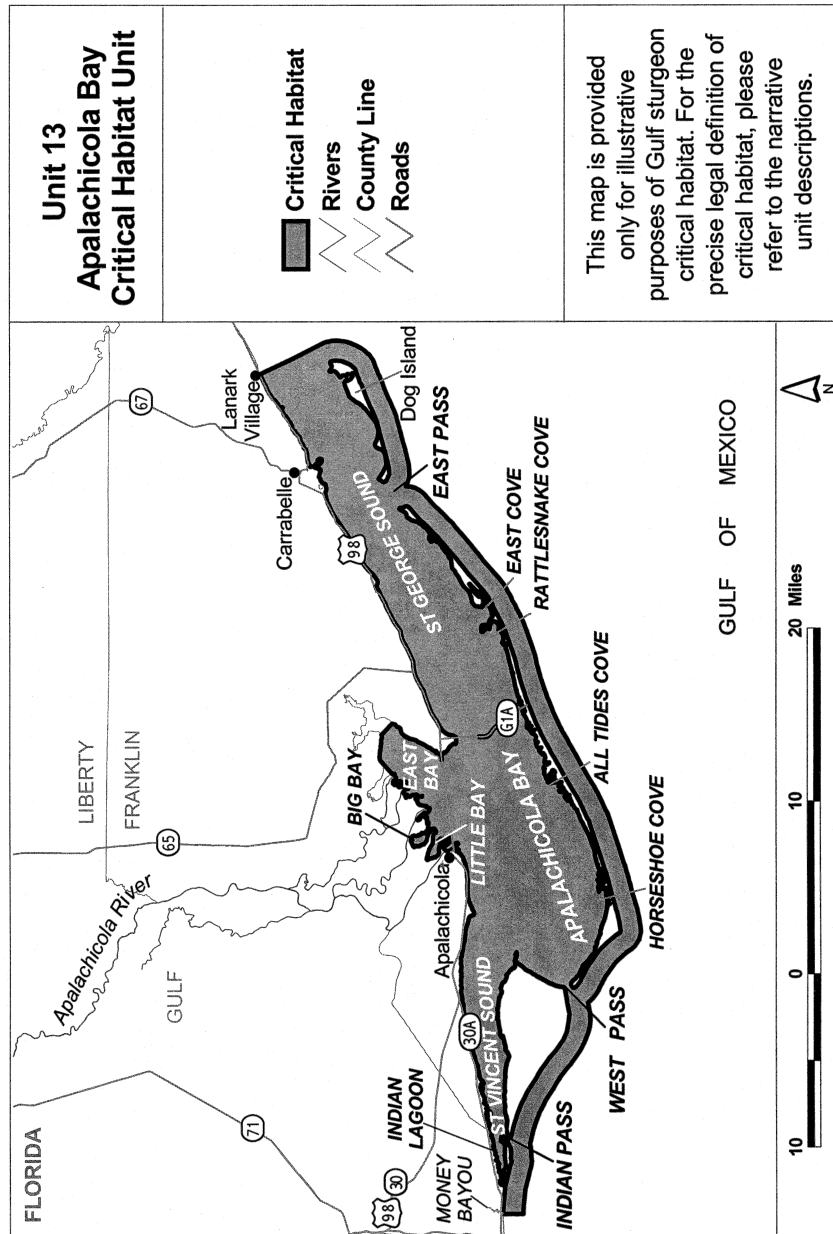 Unit 13
Apalachicola Bay
Critical Habitat Unit
Critical Habitat
Rivers
County Line
Roads
This map is provided
only for illustrative
purposes of Gulf sturgeon
critical habitat. For the
precise legal definition of
critical habitat, please
refer to the narrative
unit descriptions.
FLORIDA
LIBERTY
FRANKLIN
GULF
Apalachicola River
71
65
67
98
30
98
30A
G1A
Lanark
Village
Carrabelle
Dog Island
EAST PASS
ST GEORGE SOUND
EAST COVE
RATTLESNAKE COVE
BIG BAY
EAST
BAY
LITTLE BAY
Apalachicola
APALACHICOLA BAY
ALL TIDES COVE
HORSESHOE COVE
ST VINCENT SOUND
INDIAN
LAGOON
MONEY
BAYOU
INDIAN PASS
WEST PASS
GULF OF MEXICO
10 0 10 20 Miles
N